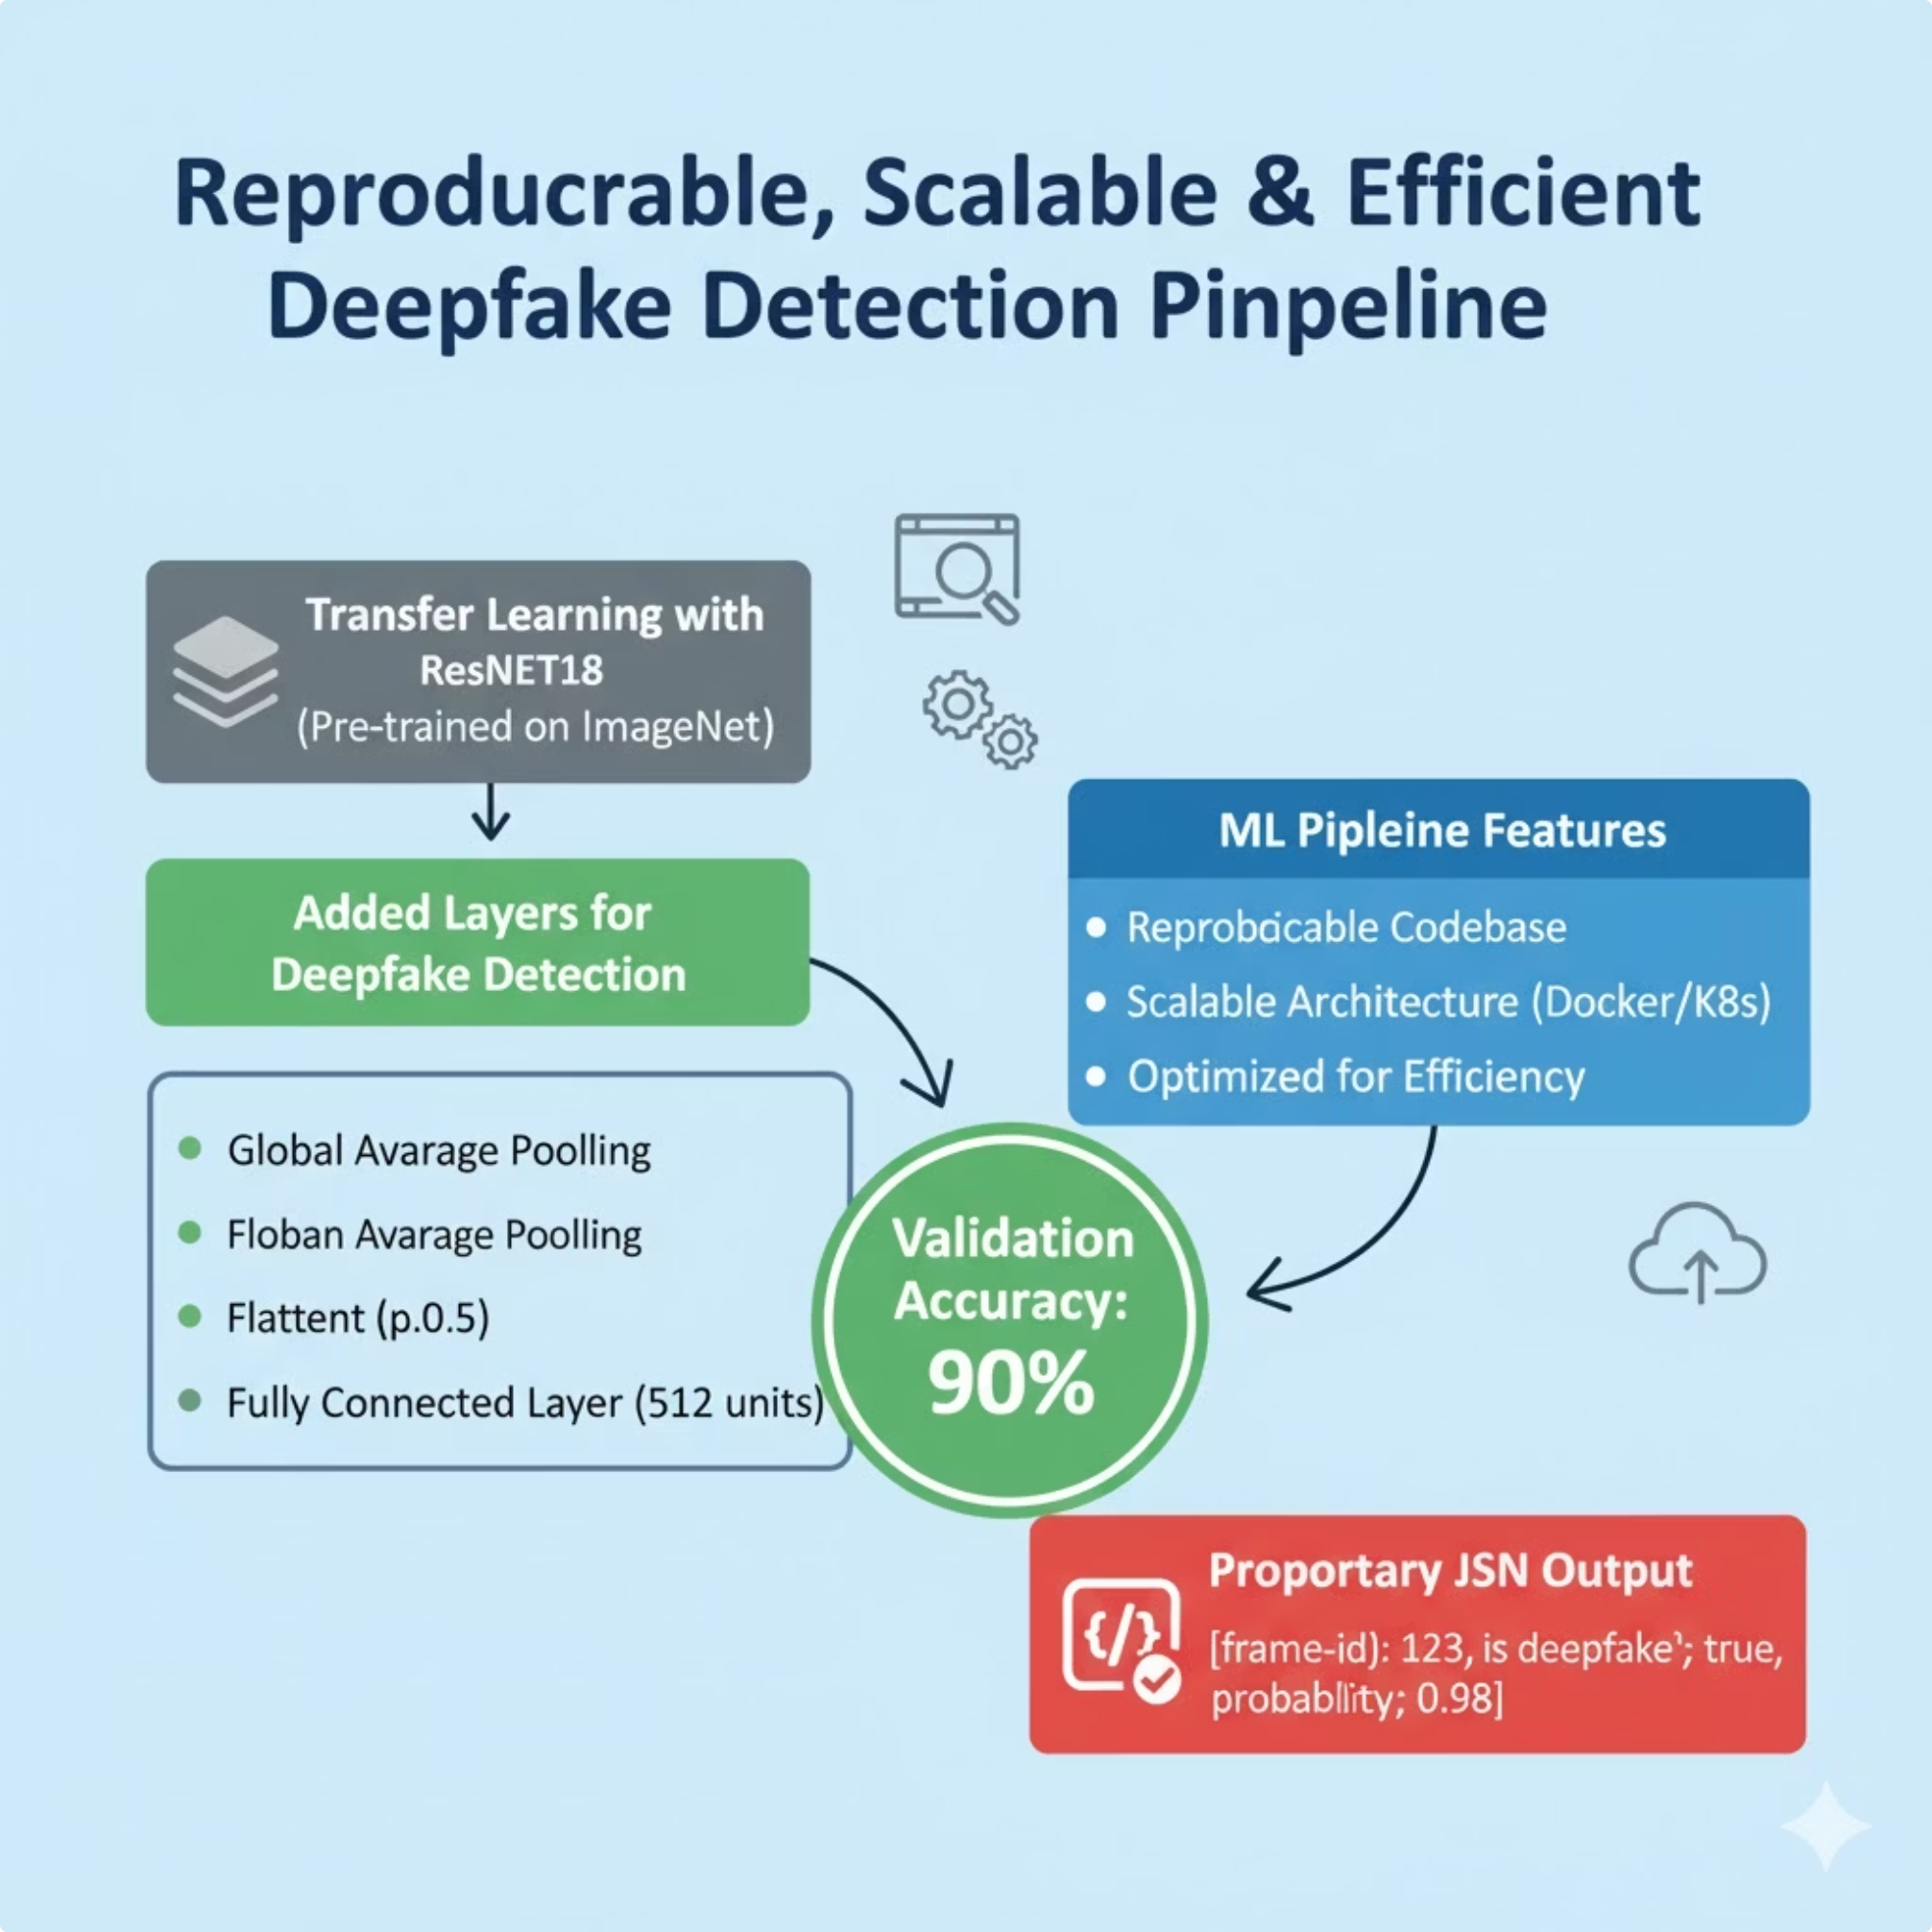 Reproducrable, Scalable & Efficient
Deepfake Detection Pinpeline
Transfer Learning with
ResNET18
(Pre-trained on ImageNet)
Added Layers for
Deepfake Detection
Global Avarage Poolling
Floban Avarage Poolling
Flattent (p.0.5)
Fully Connected Layer (512 units)
ML Pipleine Features
Reprobaicable Codebase
Scalable Architecture (Docker/K8s)
Optimized for Efficiency
Validation
Accuracy:
90%
{/}
Proportary JSN Output
[frame-id): 123, is deepfake'; true,
probabllity; 0.98]